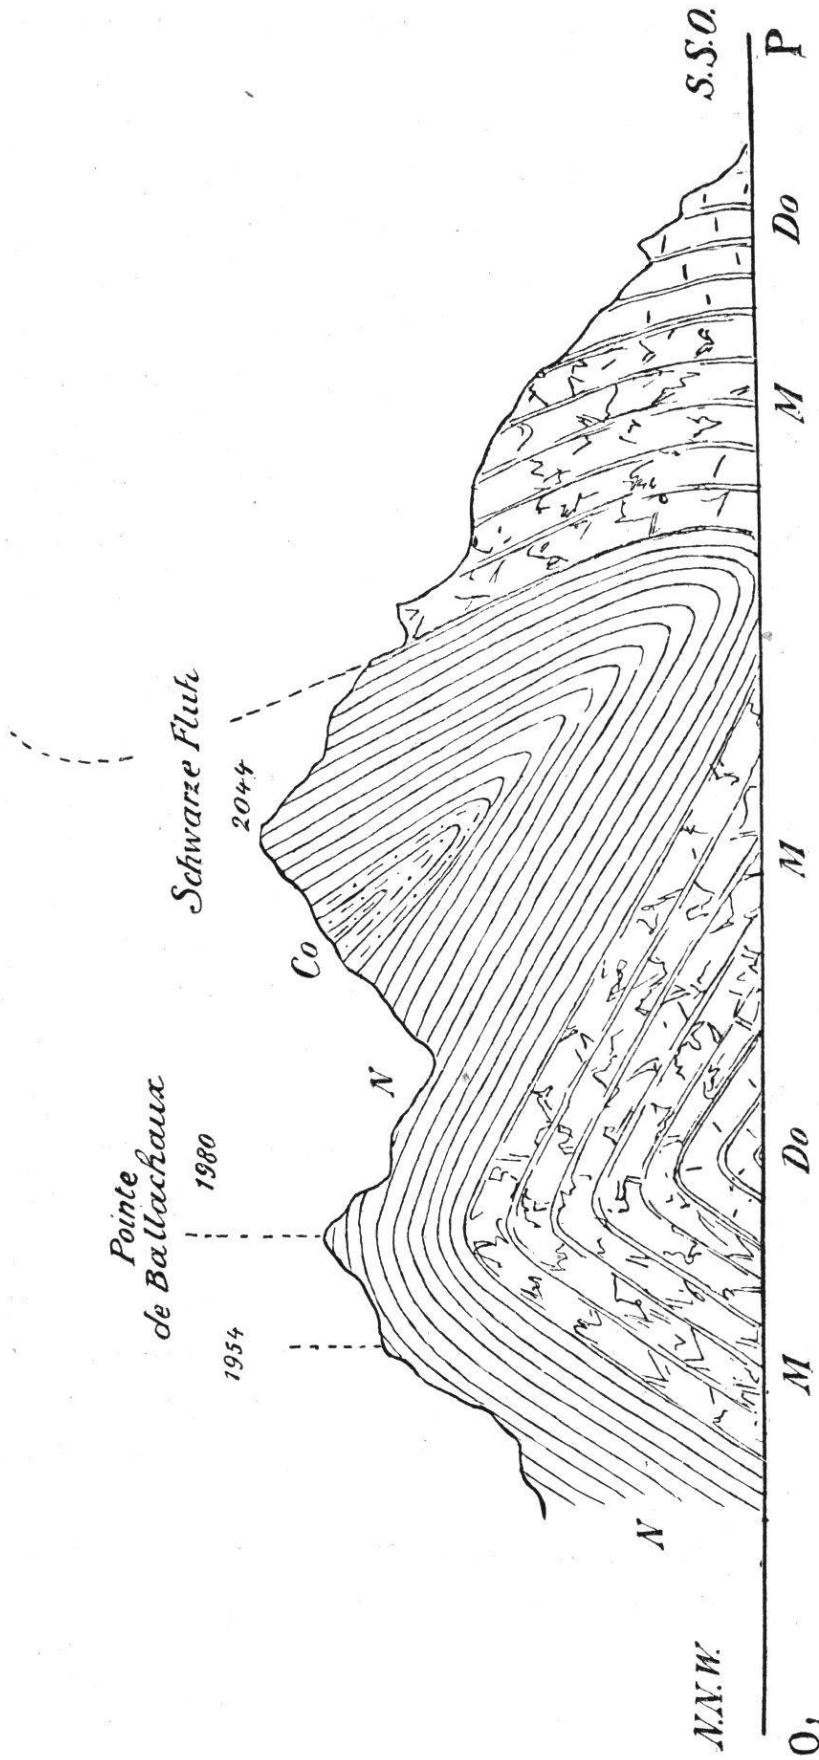 Pointe
de Ballachaux
1980
1954
Schwarze Fluh
2044
Co
N
N
N.N.W.
S.S.O.
O,
M
Do
M
M
Do
P